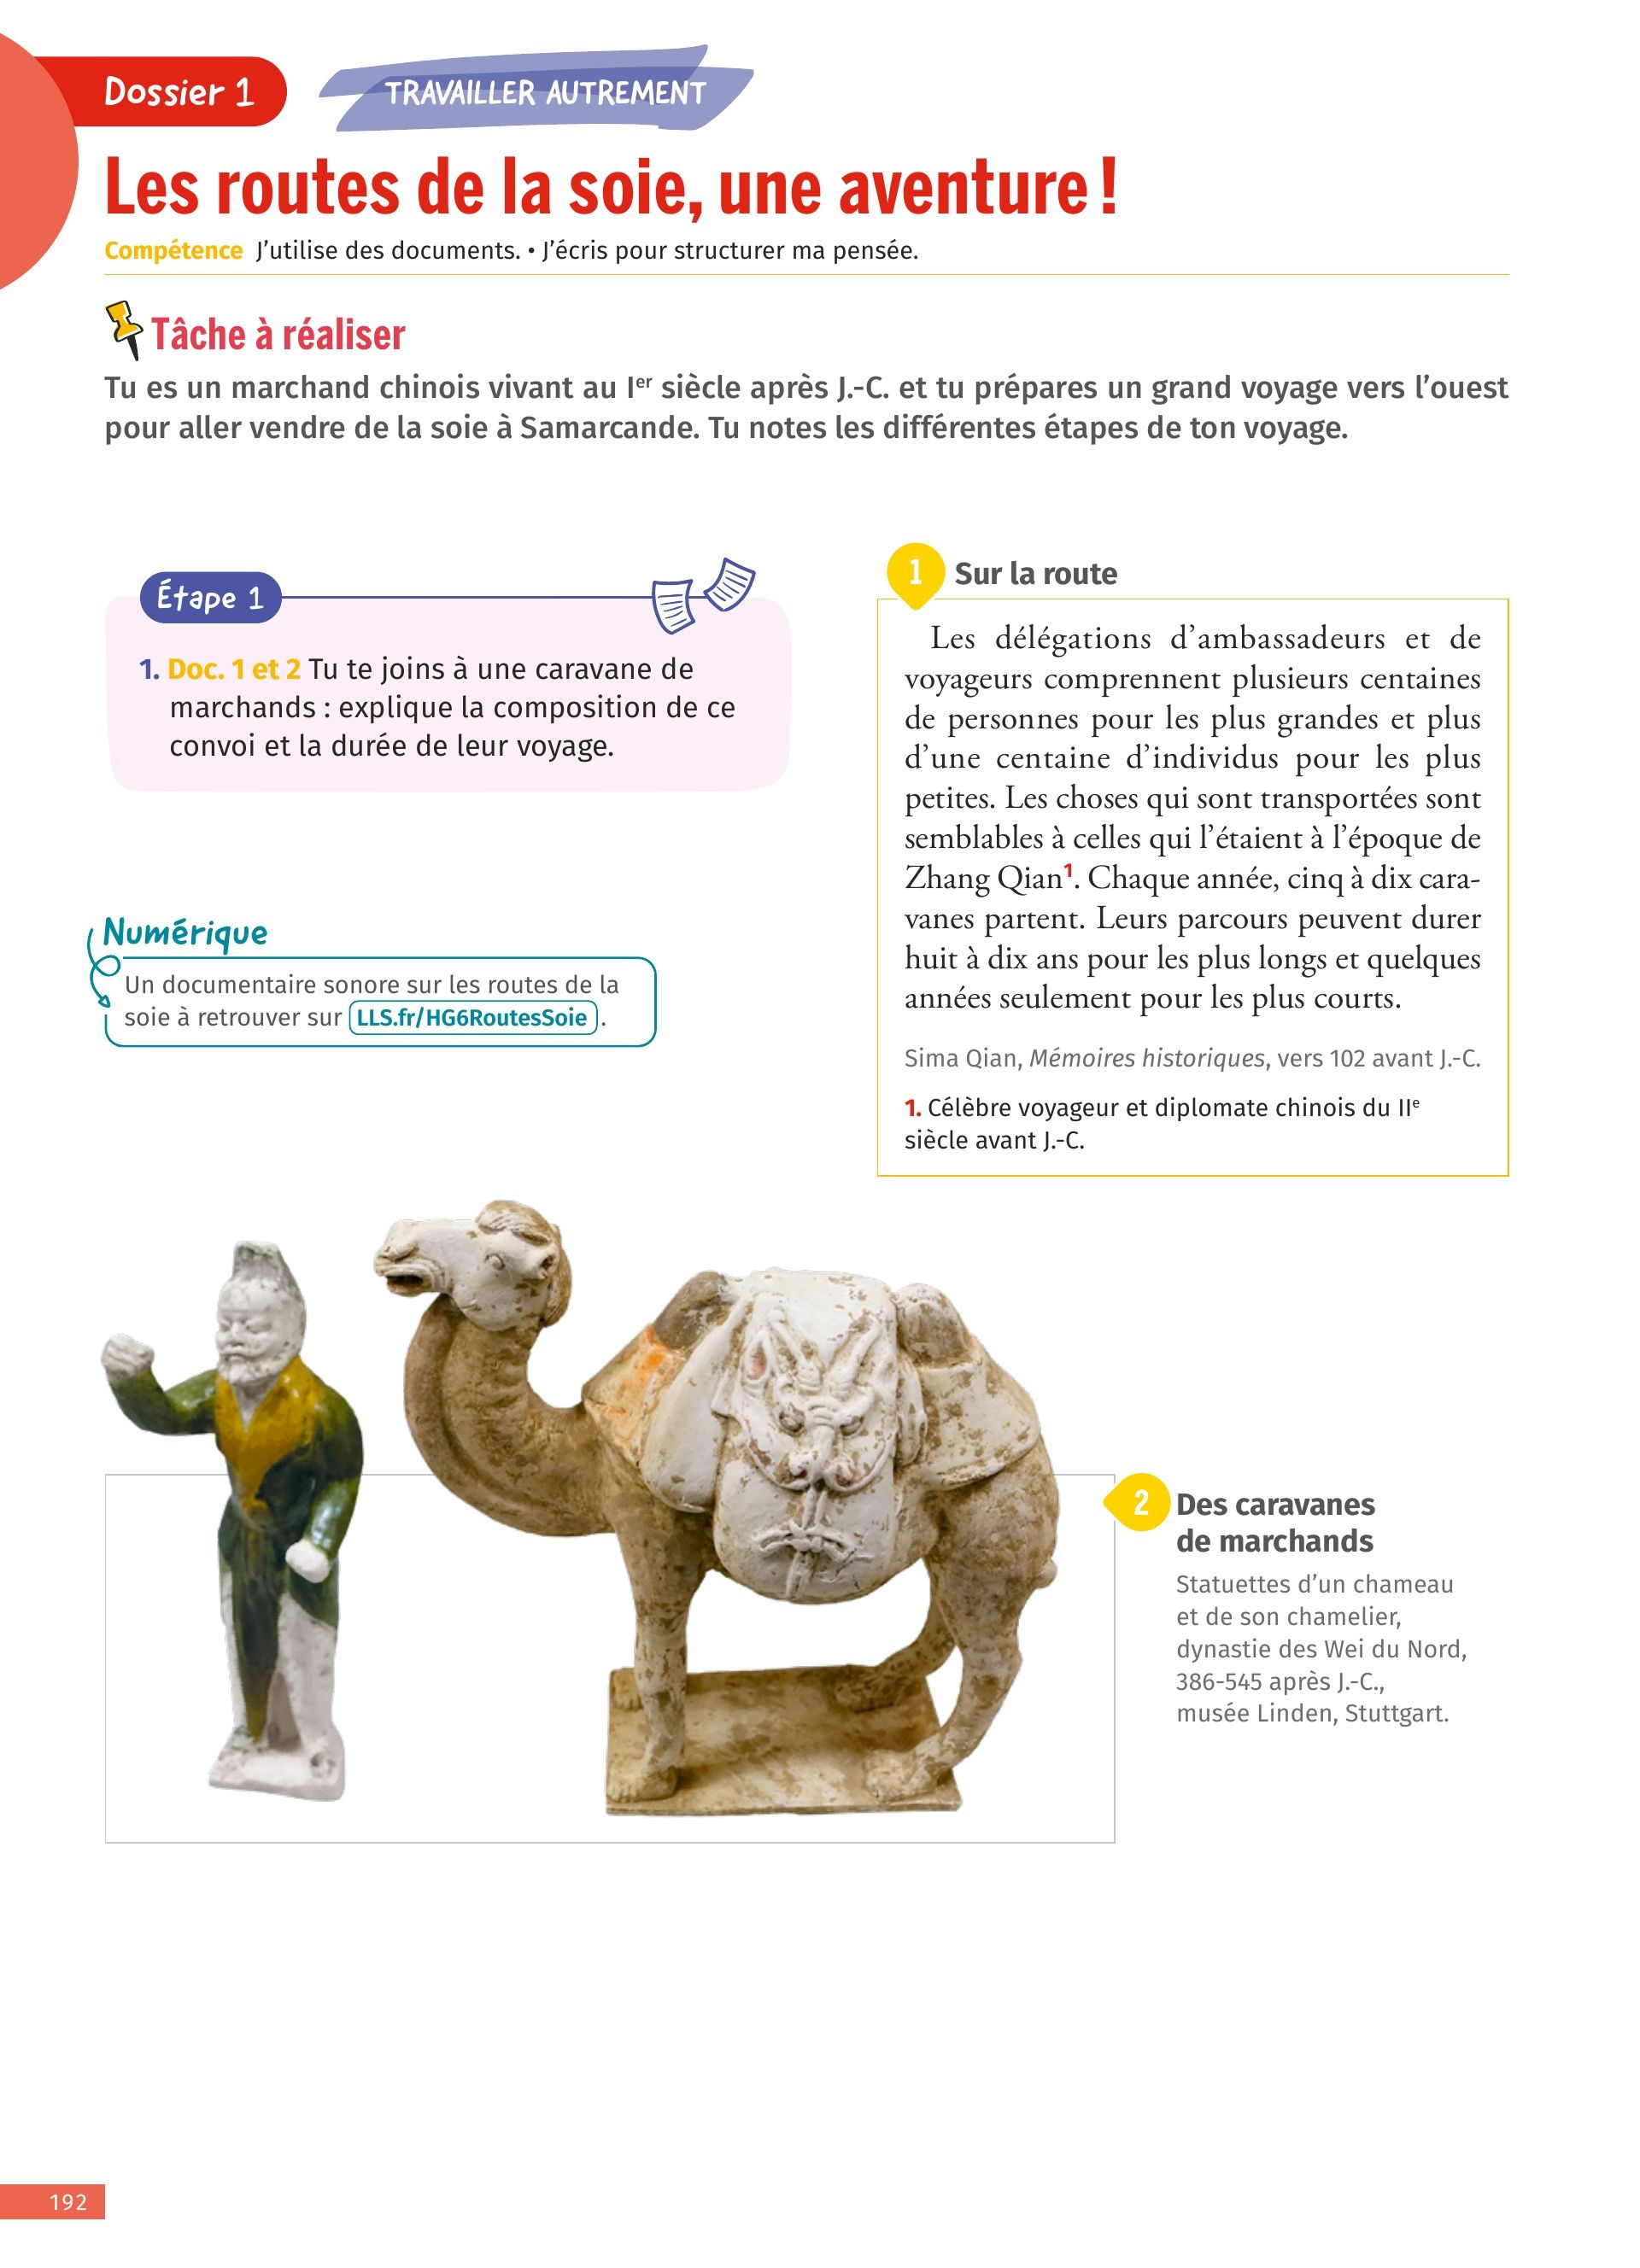 Dossier 1
TRAVAILLER AUTREMENT
Les routes de la soie, une aventure !
Compétence J’utilise des documents. • J’écris pour structurer ma pensée.
Tâche à réaliser
Tu es un marchand chinois vivant au Ier siècle après J.-C. et tu prépares un grand voyage vers l’ouest
pour aller vendre de la soie à Samarcande. Tu notes les différentes étapes de ton voyage.
Étape 1
1. Doc. 1 et 2 Tu te joins à une caravane de
marchands : explique la composition de ce
convoi et la durée de leur voyage.
Numérique
Un documentaire sonore sur les routes de la
soie à retrouver sur LLS.fr/HG6RoutesSoie .
1 Sur la route
Les délégations d’ambassadeurs et de
voyageurs comprennent plusieurs centaines
de personnes pour les plus grandes et plus
d’une centaine d’individus pour les plus
petites. Les choses qui sont transportées sont
semblables à celles qui l’étaient à l’époque de
Zhang Qian1. Chaque année, cinq à dix cara-
vanes partent. Leurs parcours peuvent durer
huit à dix ans pour les plus longs et quelques
années seulement pour les plus courts.
Sima Qian, Mémoires historiques, vers 102 avant J.-C.
1. Célèbre voyageur et diplomate chinois du IIe
siècle avant J.-C.
2 Des caravanes
de marchands
Statuettes d’un chameau
et de son chamelier,
dynastie des Wei du Nord,
386-545 après J.-C.,
musée Linden, Stuttgart.
192